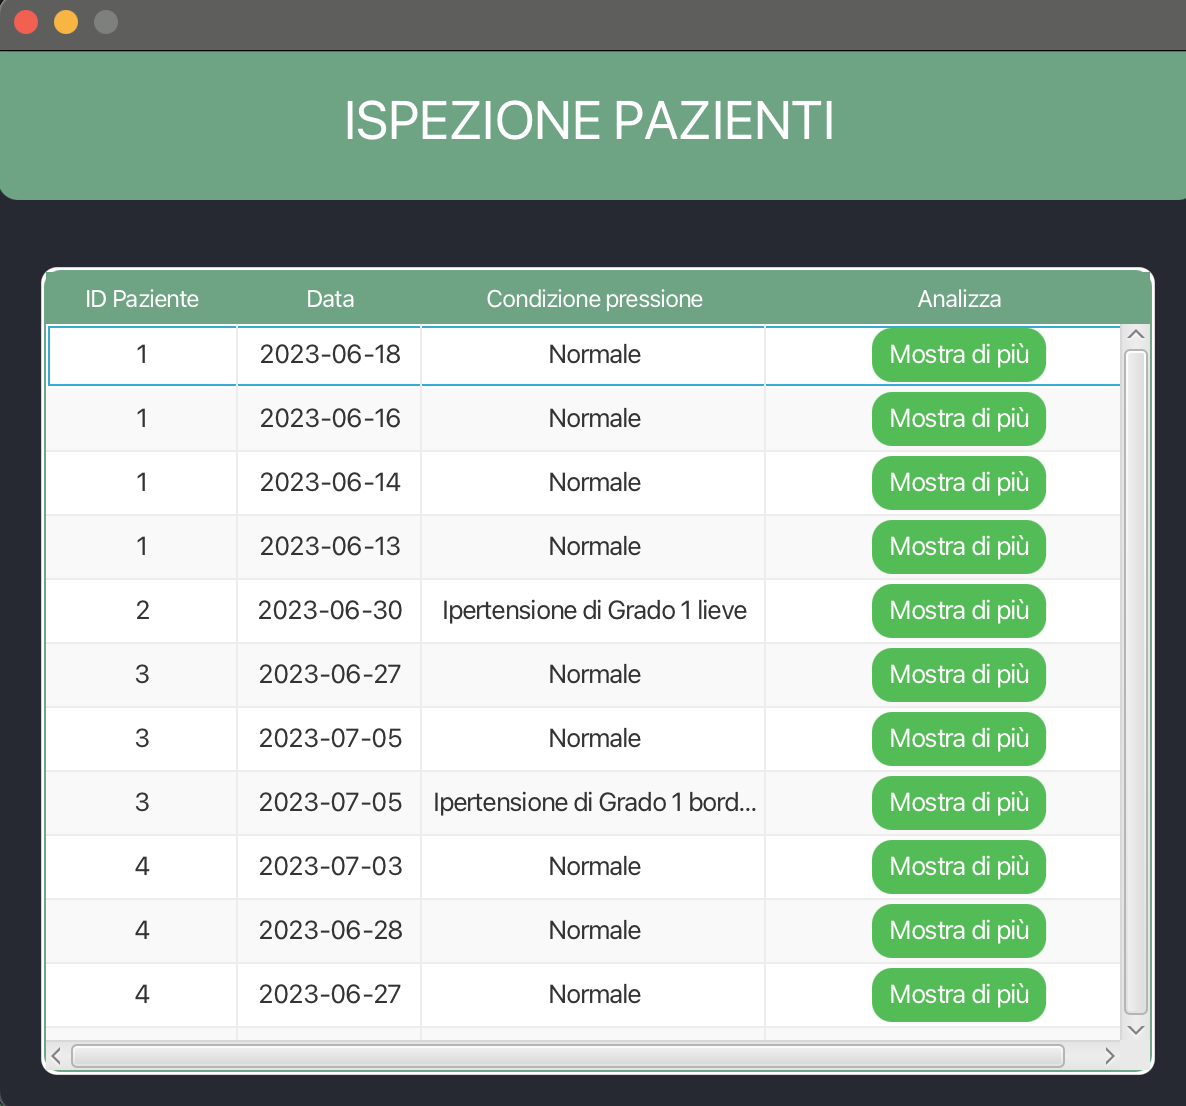 ISPEZIONE PAZIENTI
ID Paziente Data Condizione pressione Analizza
1 2023-06-18 Normale Mostra di più
1 2023-06-16 Normale Mostra di più
1 2023-06-14 Normale Mostra di più
1 2023-06-13 Normale Mostra di più
2 2023-06-30 Ipertensione di Grado 1 lieve Mostra di più
3 2023-06-27 Normale Mostra di più
3 2023-07-05 Normale Mostra di più
3 2023-07-05 Ipertensione di Grado 1 bord... Mostra di più
4 2023-07-03 Normale Mostra di più
4 2023-06-28 Normale Mostra di più
4 2023-06-27 Normale Mostra di più